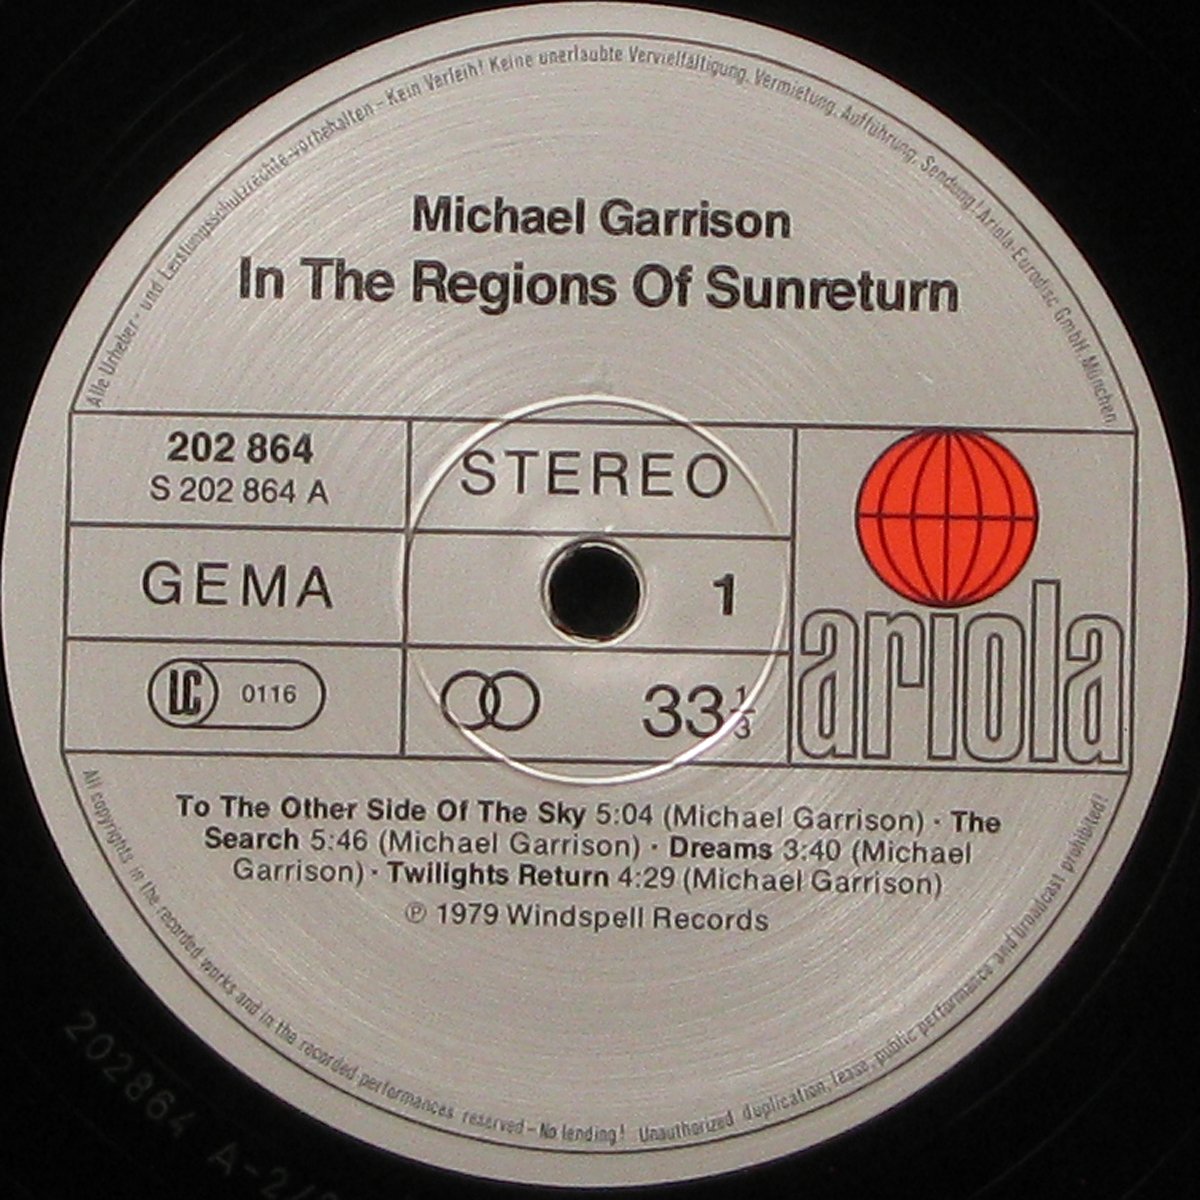 Alle Urheber- und Leistungsschutzrechte vorbehalten – Kein Verleih! Keine unerlaubte Vervielfältigung, Vermietung, Aufführung, Sendung! Ariola-Eurodisc GmbH, München
Michael Garrison
In The Regions Of Sunreturn
202 864
S 202 864 A
STEREO
GEMA
1
LC 0116
33 1/3
ariola
To The Other Side Of The Sky 5:04 (Michael Garrison) · The
Search 5:46 (Michael Garrison) · Dreams 3:40 (Michael
Garrison) · Twilights Return 4:29 (Michael Garrison)
℗ 1979 Windspell Records
All copyrights in the recorded works and in the recorded performances reserved – No lending! Unauthorized duplication, lease, public performance and broadcast prohibited!
202864 A-2/